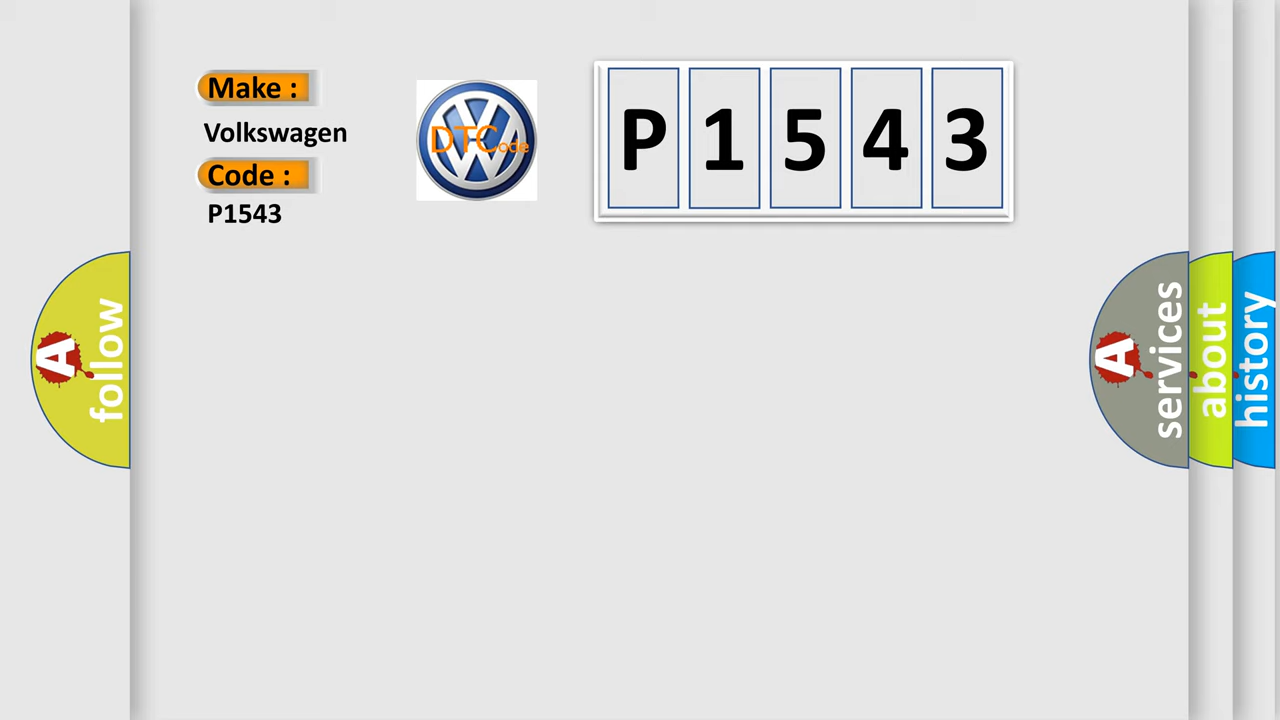 Make :
Volkswagen
Code :
P1543
DTCode
P 1 5 4 3
A follow
A services
about
history